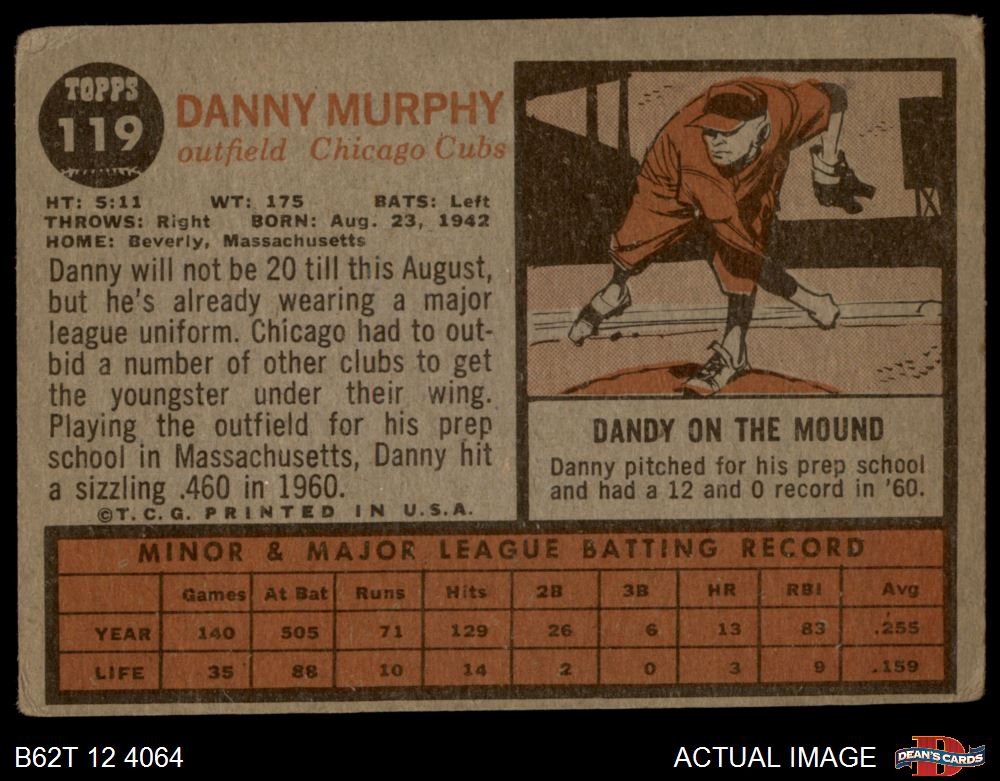 TOPPS
119
DANNY MURPHY
outfield Chicago Cubs
HT: 5:11 WT: 175 BATS: Left
THROWS: Right BORN: Aug. 23, 1942
HOME: Beverly, Massachusetts
Danny will not be 20 till this August,
but he's already wearing a major
league uniform. Chicago had to out-
bid a number of other clubs to get
the youngster under their wing.
Playing the outfield for his prep
school in Massachusetts, Danny hit
a sizzling .460 in 1960.
©T. C. G. PRINTED IN U.S.A.
DANDY ON THE MOUND
Danny pitched for his prep school
and had a 12 and 0 record in '60.
MINOR & MAJOR LEAGUE BATTING RECORD
Games At Bat Runs Hits 2B 3B HR RBI Avg
YEAR 140 505 71 129 26 6 13 83 .255
LIFE 35 88 10 14 2 0 3 9 .159
B62T 12 4064
ACTUAL IMAGE
D
DEAN'S CARDS